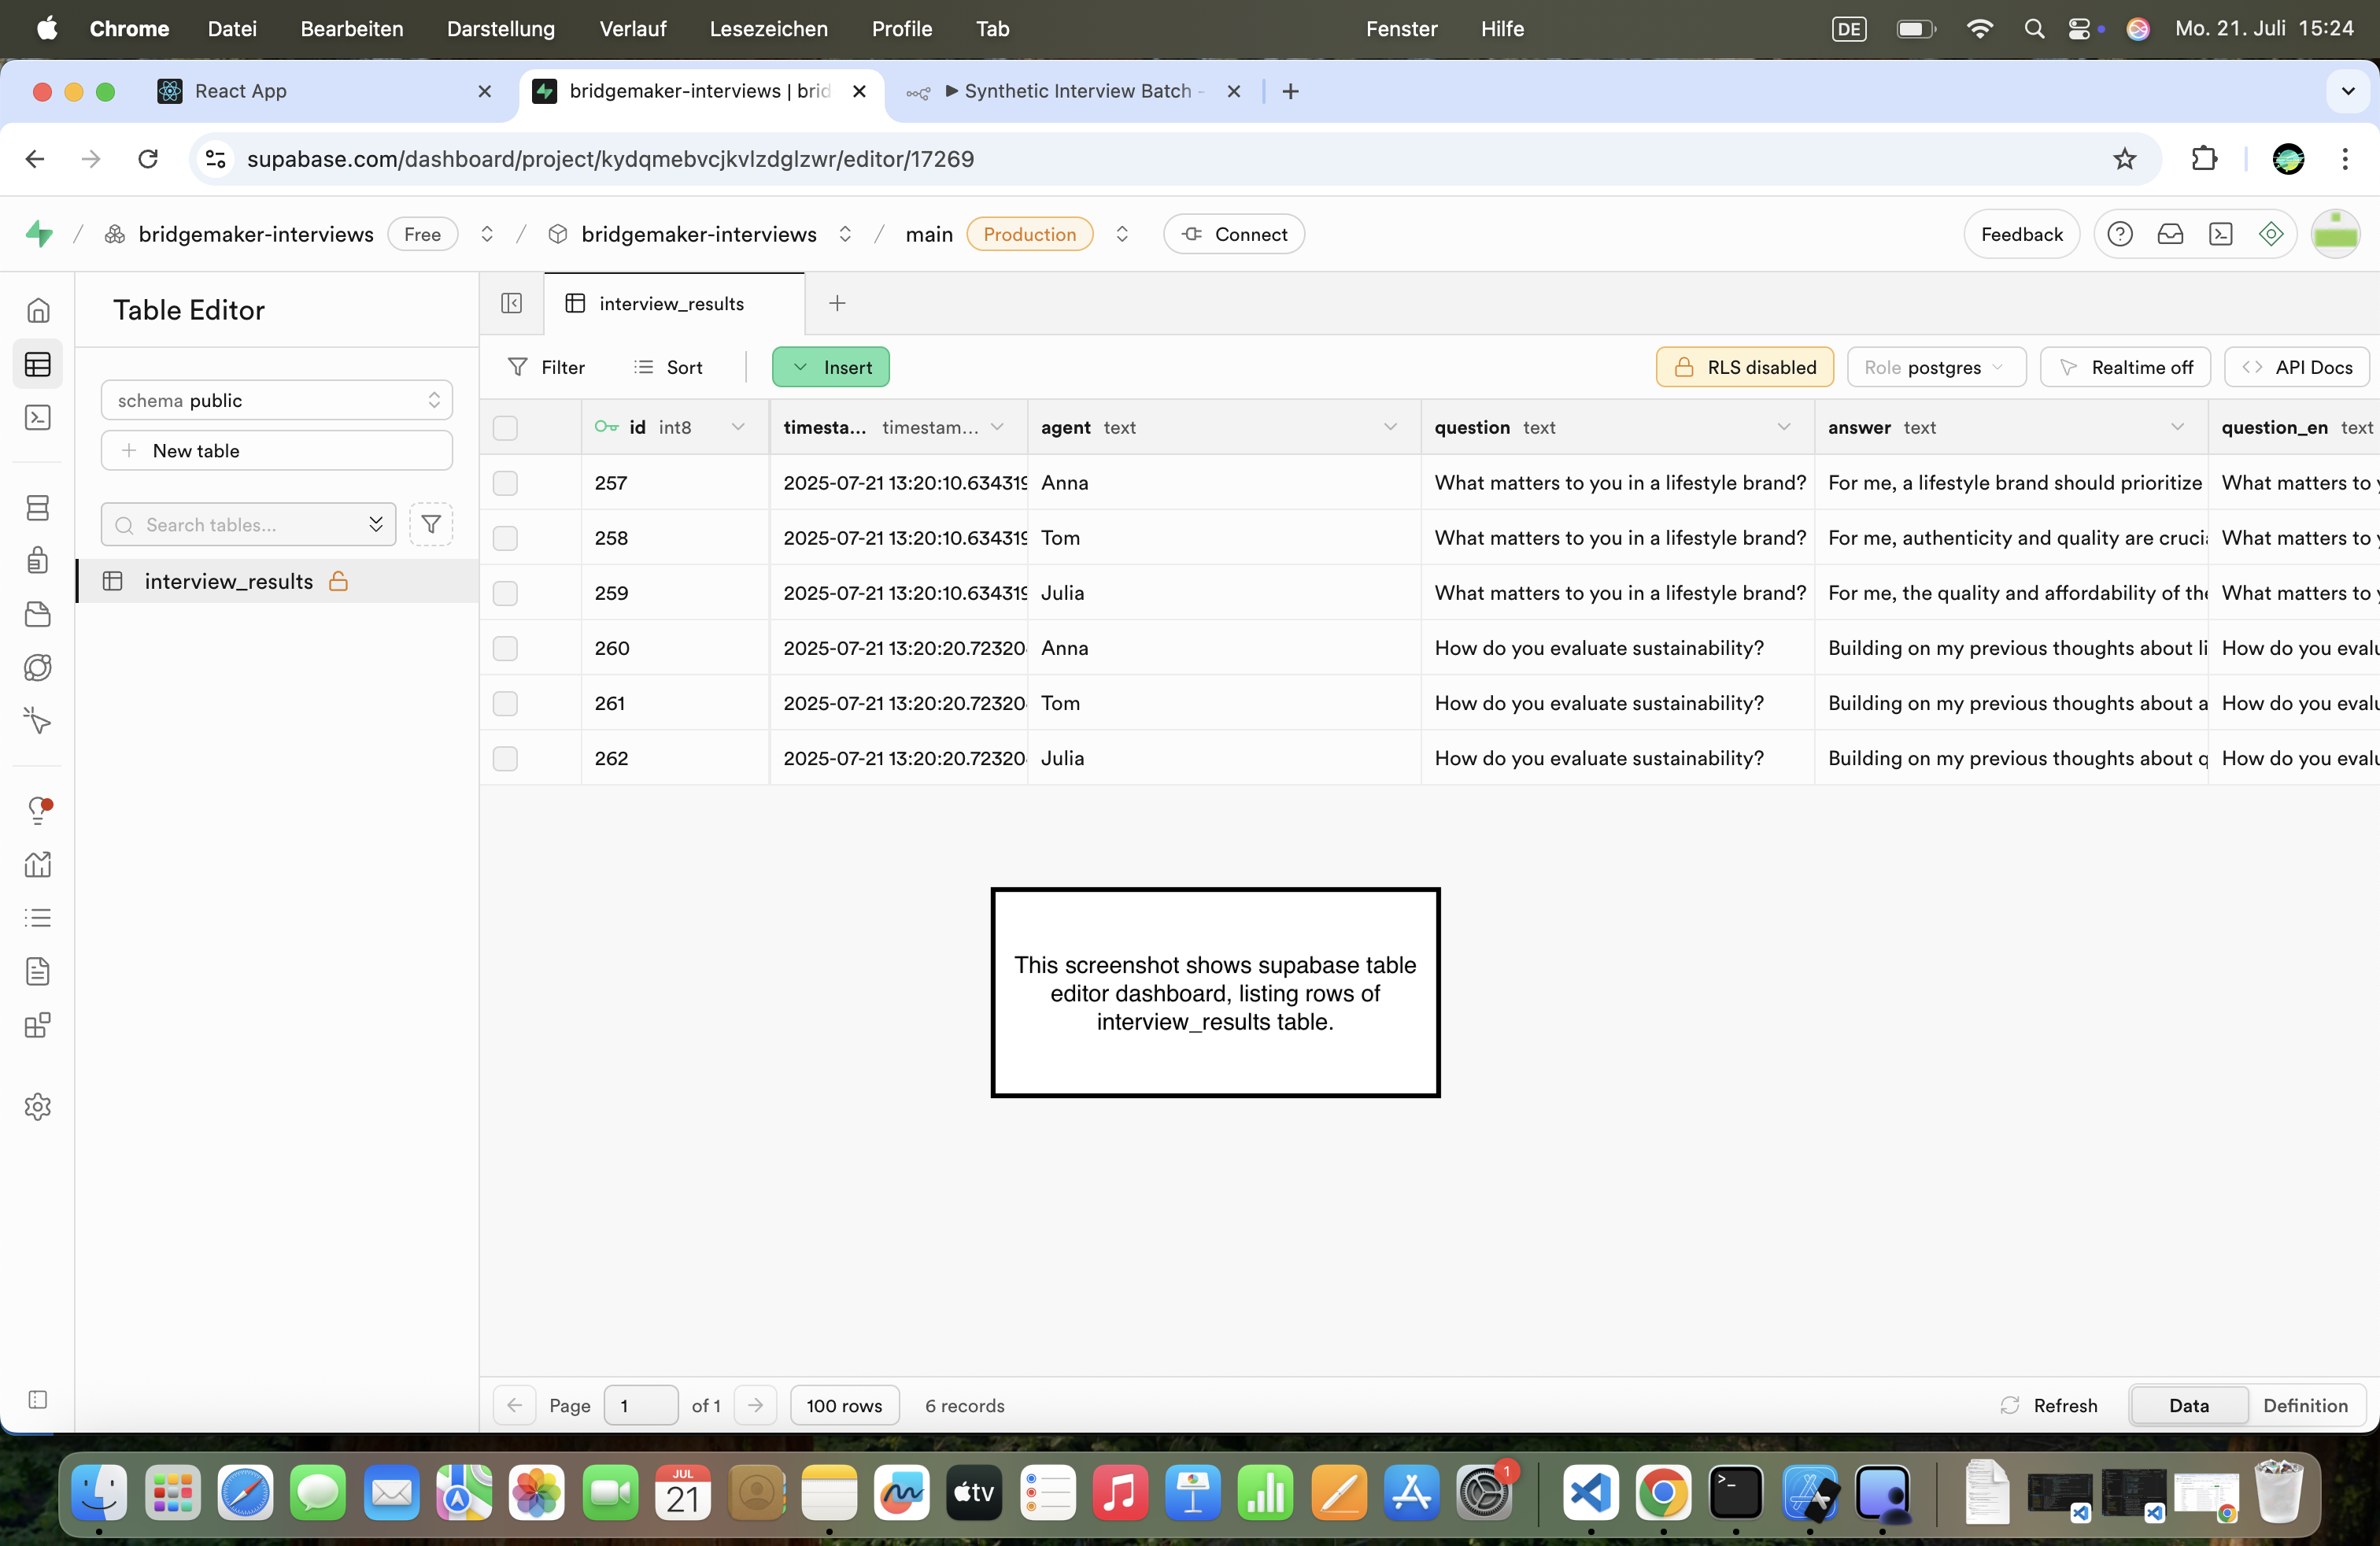 Chrome Datei Bearbeiten Darstellung Verlauf Lesezeichen Profile Tab Fenster Hilfe DE Mo. 21. Juli 15:24
React App bridgemaker-interviews | brid Synthetic Interview Batch -
supabase.com/dashboard/project/kydqmebvcjkvlzdglzwr/editor/17269
/ bridgemaker-interviews Free / bridgemaker-interviews / main Production Connect Feedback
Table Editor
interview_results
schema public
New table
Search tables...
interview_results
Filter Sort Insert RLS disabled Role postgres Realtime off API Docs
id int8 timesta... timestam... agent text question text answer text question_en text
257 2025-07-21 13:20:10.634319 Anna What matters to you in a lifestyle brand? For me, a lifestyle brand should prioritize What matters to y
258 2025-07-21 13:20:10.634319 Tom What matters to you in a lifestyle brand? For me, authenticity and quality are crucia What matters to y
259 2025-07-21 13:20:10.634319 Julia What matters to you in a lifestyle brand? For me, the quality and affordability of the What matters to y
260 2025-07-21 13:20:20.72320 Anna How do you evaluate sustainability? Building on my previous thoughts about li How do you evalu
261 2025-07-21 13:20:20.72320 Tom How do you evaluate sustainability? Building on my previous thoughts about a How do you evalu
262 2025-07-21 13:20:20.72320 Julia How do you evaluate sustainability? Building on my previous thoughts about q How do you evalu
This screenshot shows supabase table
editor dashboard, listing rows of
interview_results table.
Page 1 of 1 100 rows 6 records Refresh Data Definition
JUL
21
tv
1